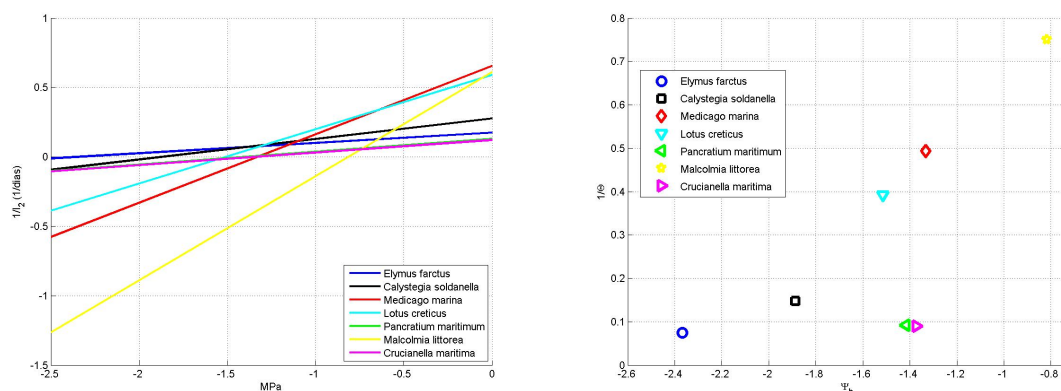 1
0.5
0
-0.5
-1
-1.5
1/L₂ (1/dias)
-2.5
-2
-1.5
-1
-0.5
0
MPa
Elymus farctus
Calystegia soldanella
Medicago marina
Lotus creticus
Pancratium maritimum
Malcolmia littorea
Crucianella maritima
0.8
0.7
0.6
0.5
0.4
0.3
0.2
0.1
0
1/Θ
Elymus farctus
Calystegia soldanella
Medicago marina
Lotus creticus
Pancratium maritimum
Malcolmia littorea
Crucianella maritima
-2.6
-2.4
-2.2
-2
-1.8
-1.6
-1.4
-1.2
-1
-0.8